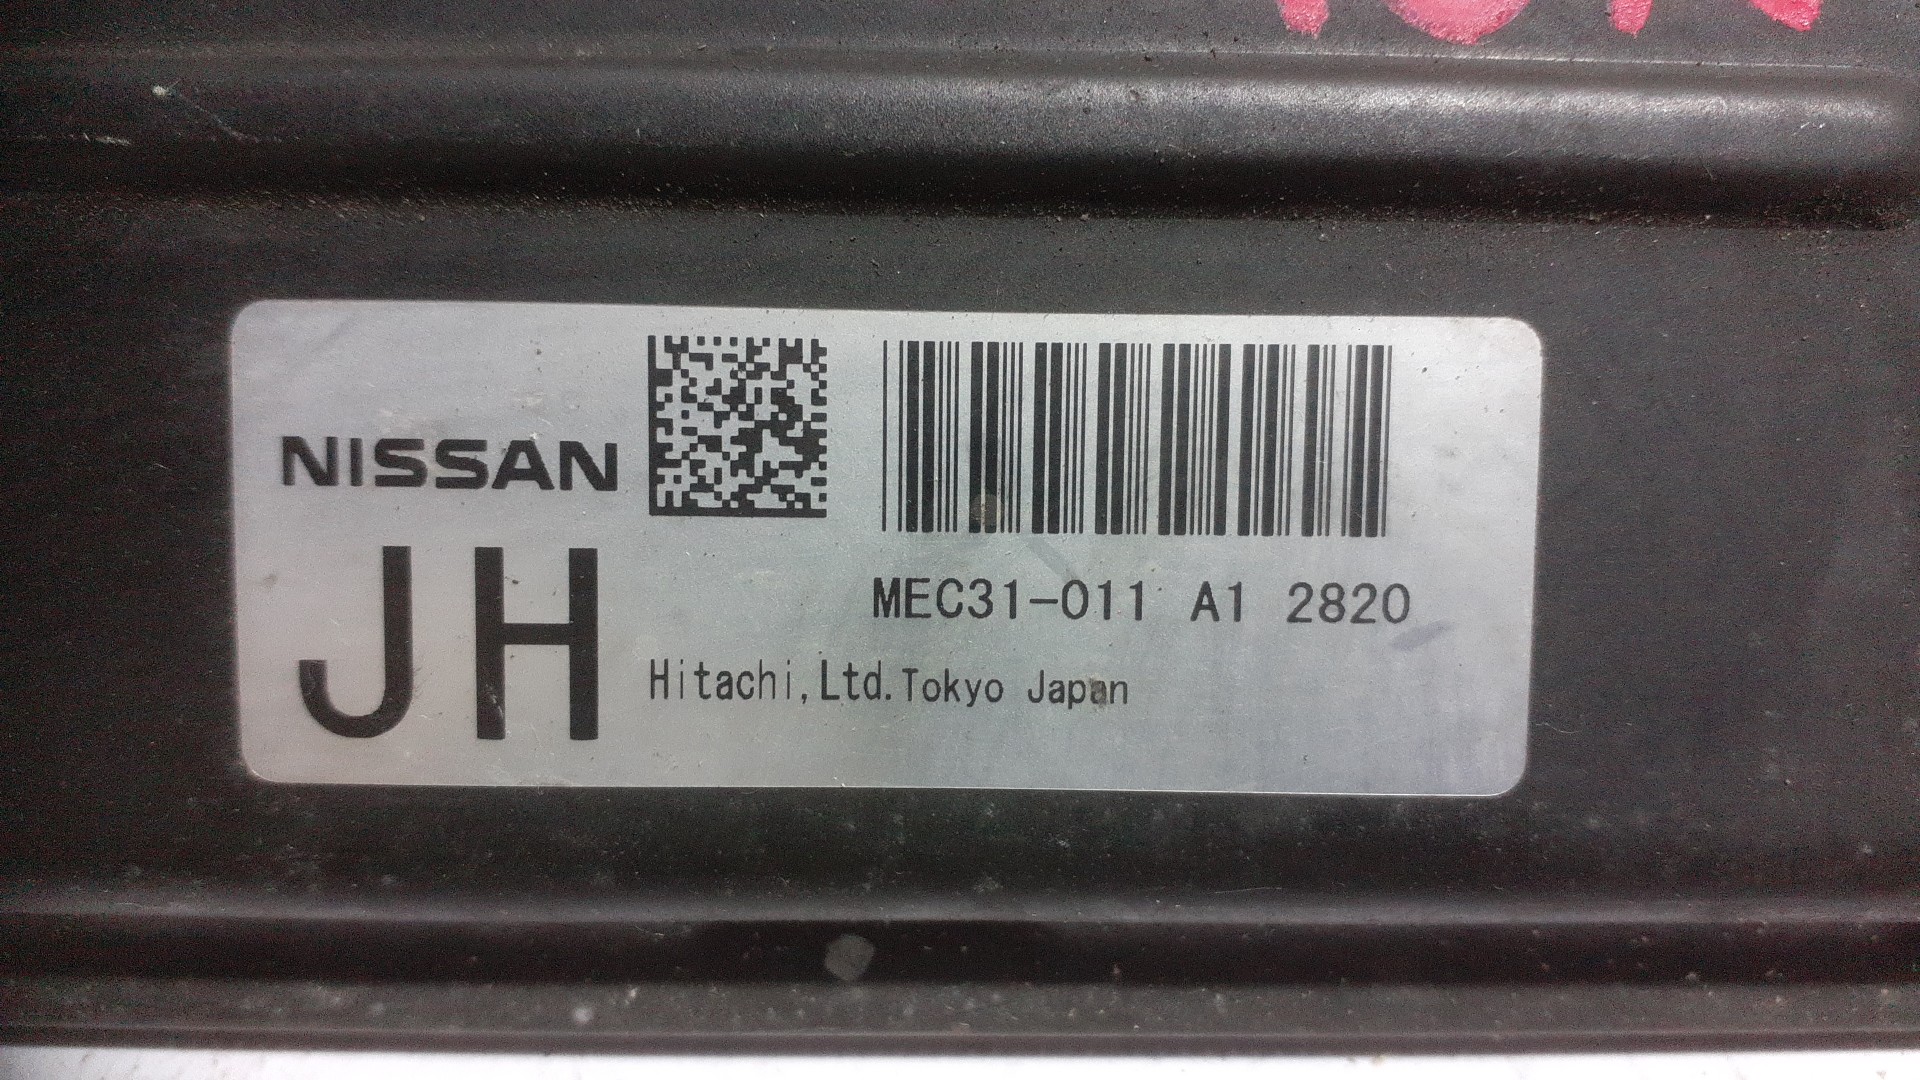 NISSAN
JH
MEC31-011 A1 2820
Hitachi,Ltd.Tokyo Japan